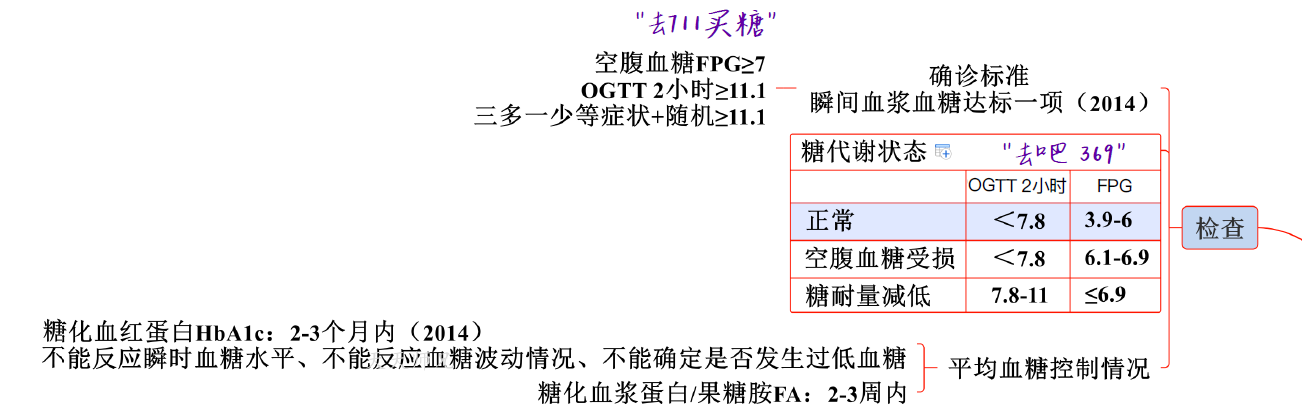 "去711买糖"
空腹血糖FPG≥7
OGTT 2小时≥11.1
三多一少等症状+随机≥11.1
确诊标准
瞬间血浆血糖达标一项（2014）
糖代谢状态 "去口吧 369"
OGTT 2小时 FPG
正常 ＜7.8 3.9-6
空腹血糖受损 ＜7.8 6.1-6.9
糖耐量减低 7.8-11 ≤6.9
检查
糖化血红蛋白HbA1c：2-3个月内（2014）
不能反应瞬时血糖水平、不能反应血糖波动情况、不能确定是否发生过低血糖
糖化血浆蛋白/果糖胺FA：2-3周内
平均血糖控制情况